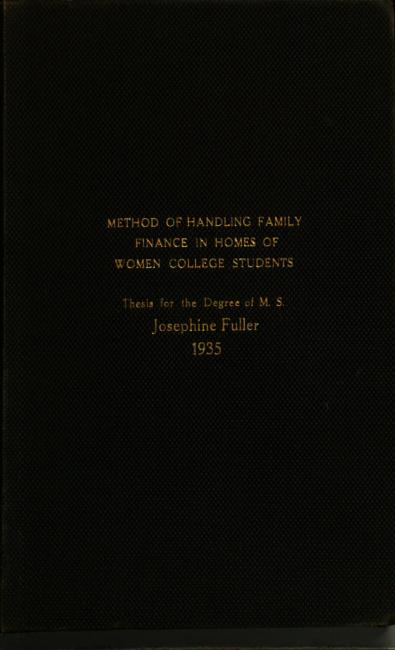 METHOD OF HANDLING FAMILY
FINANCE IN HOMES OF
WOMEN COLLEGE STUDENTS
Thesis for the Degree of M. S.
Josephine Fuller
1935